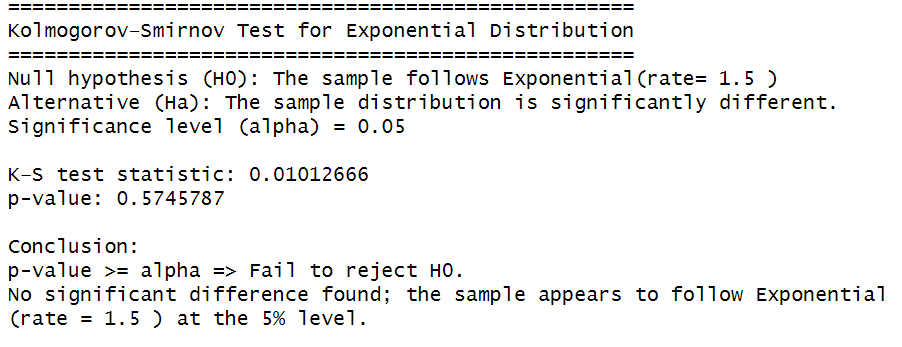 ====================================================
Kolmogorov-Smirnov Test for Exponential Distribution
====================================================
Null hypothesis (H0): The sample follows Exponential(rate= 1.5 )
Alternative (Ha): The sample distribution is significantly different.
Significance level (alpha) = 0.05
K-S test statistic: 0.01012666
p-value: 0.5745787
Conclusion:
p-value >= alpha => Fail to reject H0.
No significant difference found; the sample appears to follow Exponential
(rate = 1.5 ) at the 5% level.